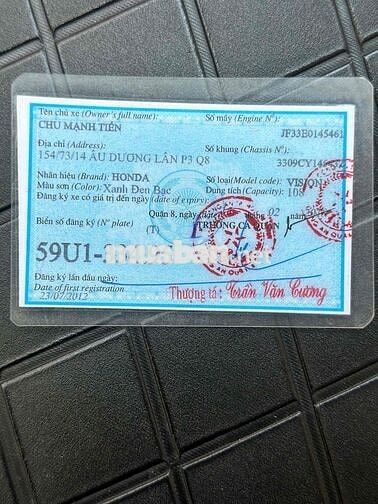 Tên chủ xe (Owner's full name):
CHU MẠNH TIẾN
Số máy (Engine N°):
JF33E0145461
Địa chỉ (Address):
154/73/14 ÂU DƯƠNG LÂN P3 Q8
Số khung (Chassis N°):
Nhãn hiệu (Brand): HONDA
Số loại(Model code): VISION
Màu sơn (Color): Xanh Đen Bạc
Dung tích (Capacity): 108
Đăng ký xe có giá trị đến ngày (date of expiry):
Quận 8, ngày 02
Biển số đăng ký (N° plate)
(T) TRƯỞNG CA QUẬN
59U1-
muaban.net
Đăng ký lần đầu ngày:
Date of first registration
23/07/2012
Thượng tá: Trần Văn Cương